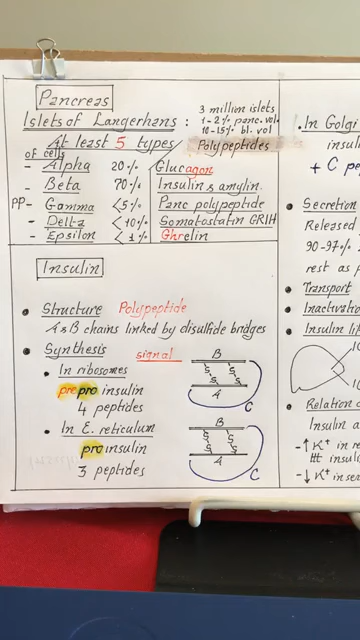 Pancreas
Islets of Langerhans :
3 million islets
1-2% panc. vol.
10-15% bl. vol
At least 5 types
of cells
Polypeptides
- Alpha 20% Glucagon
- Beta 70% Insulin & amylin
PP- Gamma <5% Panc polypeptide
- Delta <10% Somatostatin GRIH
- Epsilon <1% Ghrelin
Insulin
Structure Polypeptide
A & B chains linked by disulfide bridges
Synthesis signal
In ribosomes
prepro insulin
4 peptides
B
S S
S S
A
C
In E. reticulum
proinsulin
3 peptides
B
S S
S S
A
C
. In Golgi
insul
+ C pe
Secretion
Released
90-97%
rest as p
Transport
Inactivation
Insulin
10
Relation
Insulin
- ↑ K+ in re
insuli
- ↓ K+ in ser